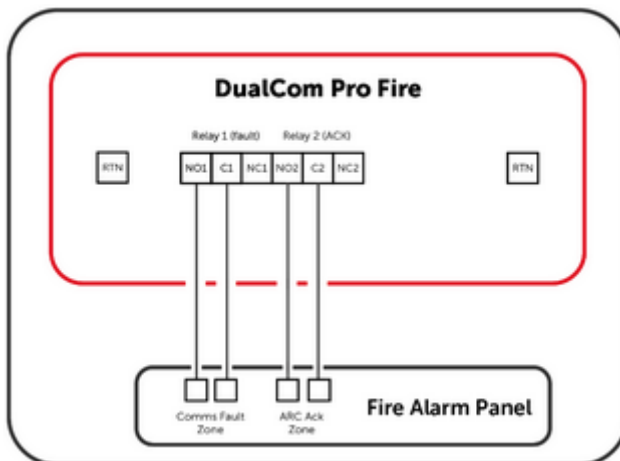 DualCom Pro Fire
Relay 1 (fault) Relay 2 (ACK)
RTN NO1 C1 NC1 NO2 C2 NC2 RTN
Comms Fault Zone
ARC Ack Zone
Fire Alarm Panel